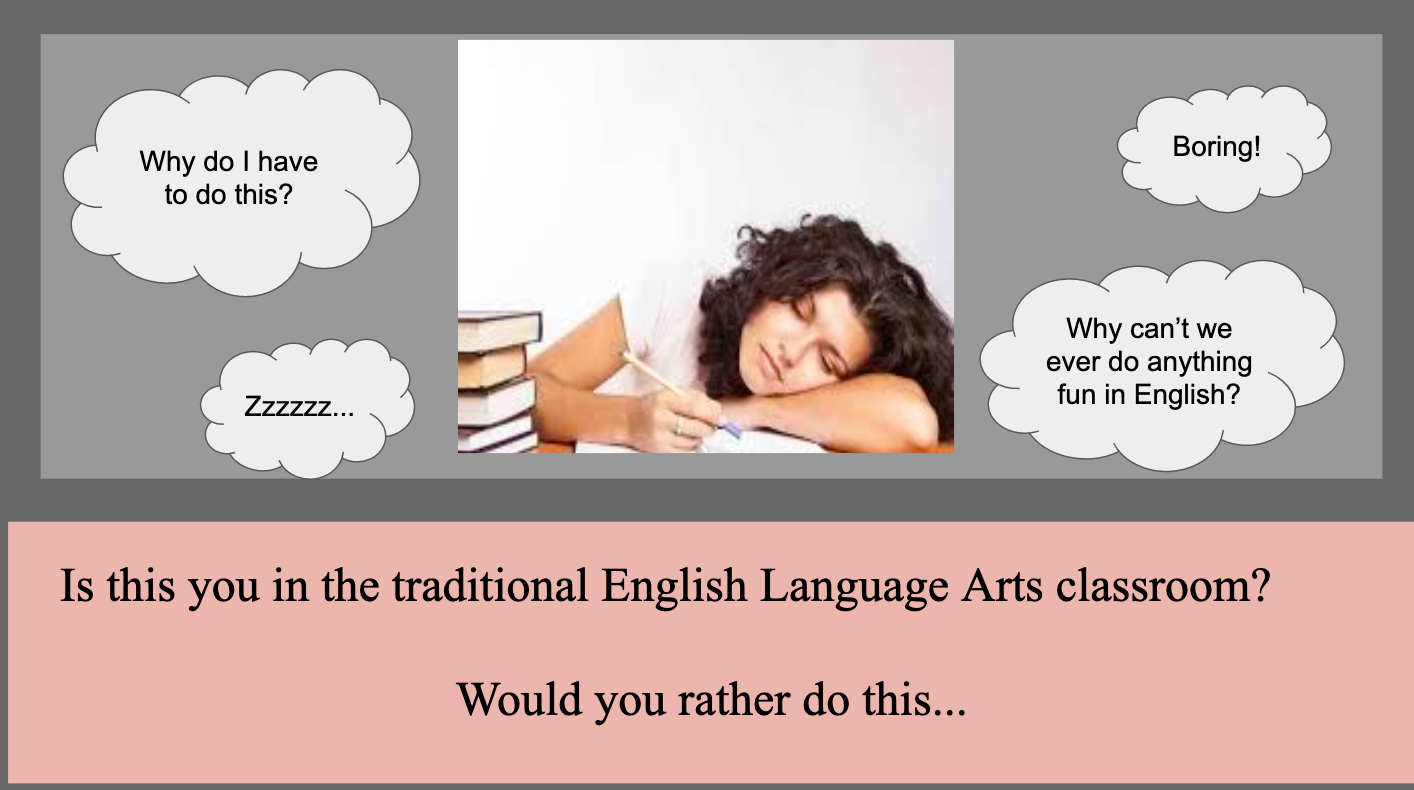 Why do I have
to do this?
Boring!
Zzzzzz...
Why can’t we
ever do anything
fun in English?
Is this you in the traditional English Language Arts classroom?
Would you rather do this...